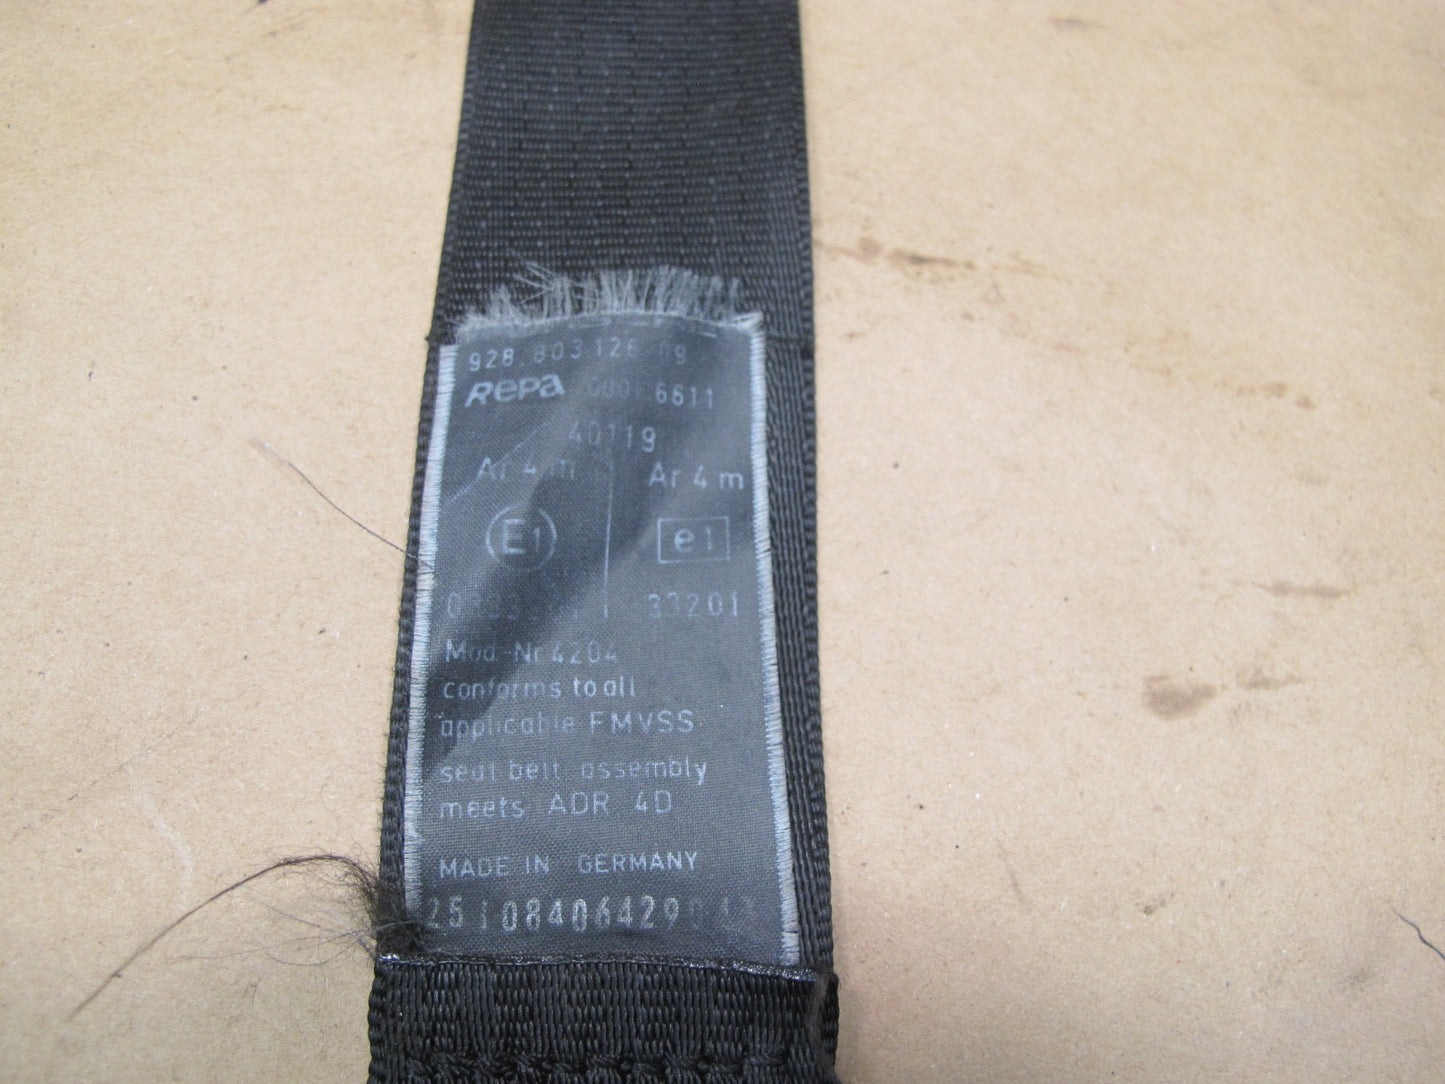 928 803
Repa 6611
40119
Ar 4 m Ar 4 m
E1 e1
33201
Mod-Nr 4204
conforms to all
applicable FMVSS
seat belt assembly
meets ADR 4D
MADE IN GERMANY